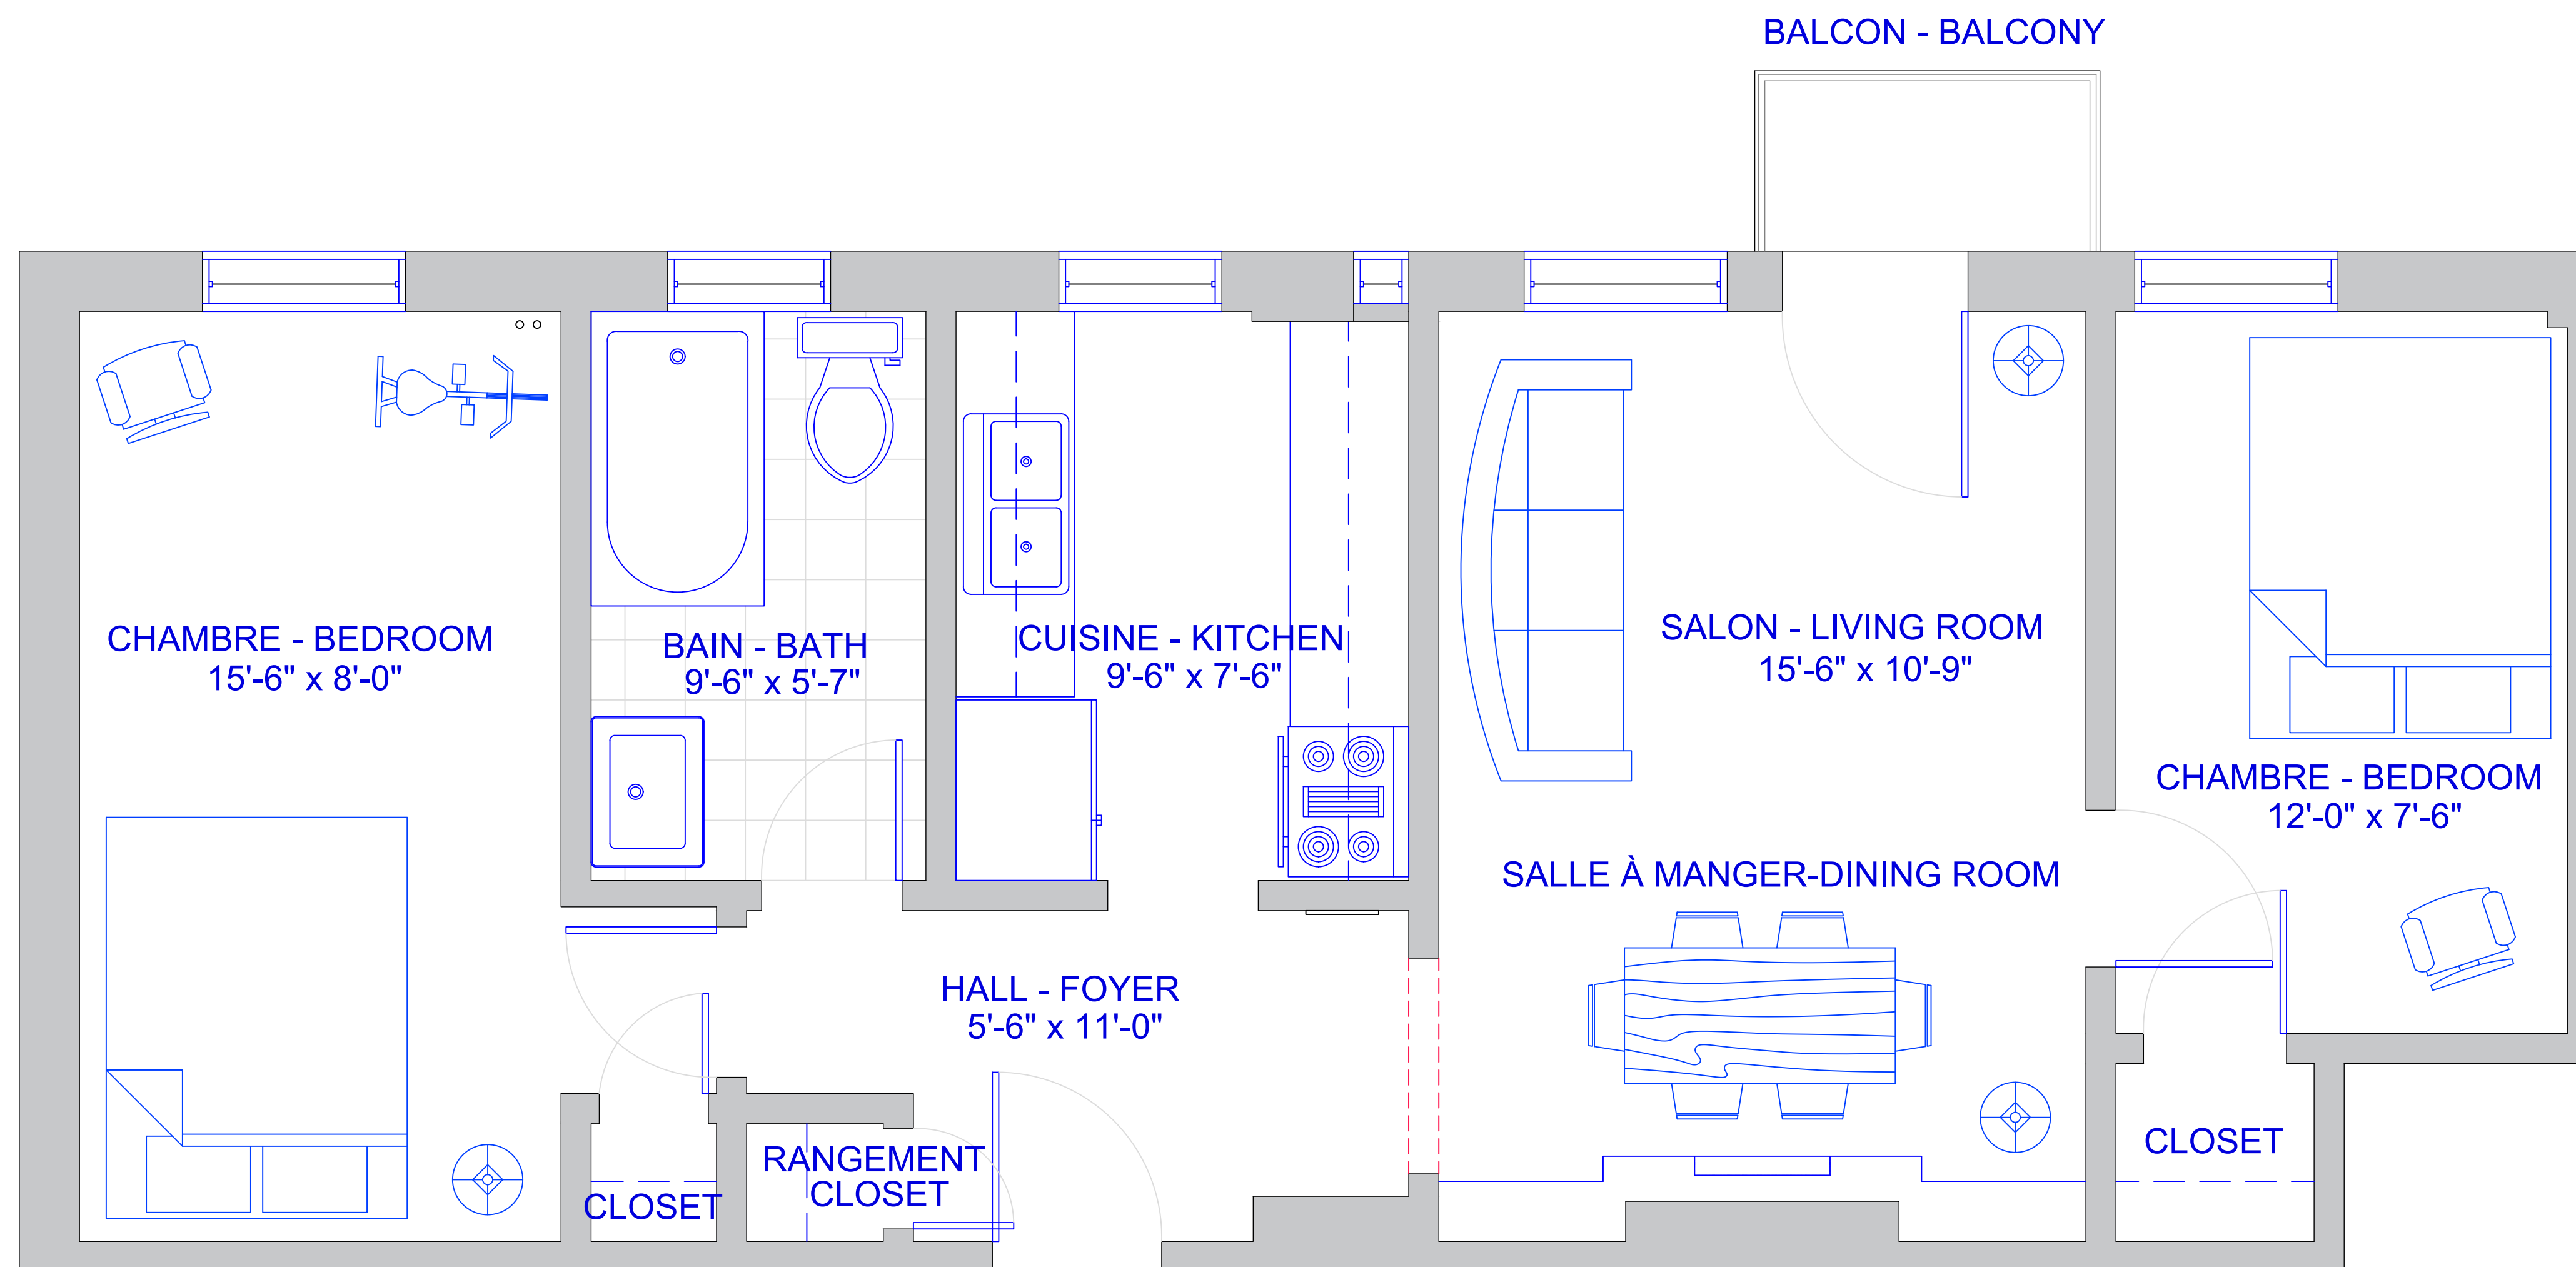 BALCON - BALCONY
CHAMBRE - BEDROOM
15'-6" x 8'-0"
BAIN - BATH
9'-6" x 5'-7"
CUISINE - KITCHEN
9'-6" x 7'-6"
SALON - LIVING ROOM
15'-6" x 10'-9"
CHAMBRE - BEDROOM
12'-0" x 7'-6"
SALLE À MANGER-DINING ROOM
HALL - FOYER
5'-6" x 11'-0"
CLOSET
RANGEMENT
CLOSET
CLOSET